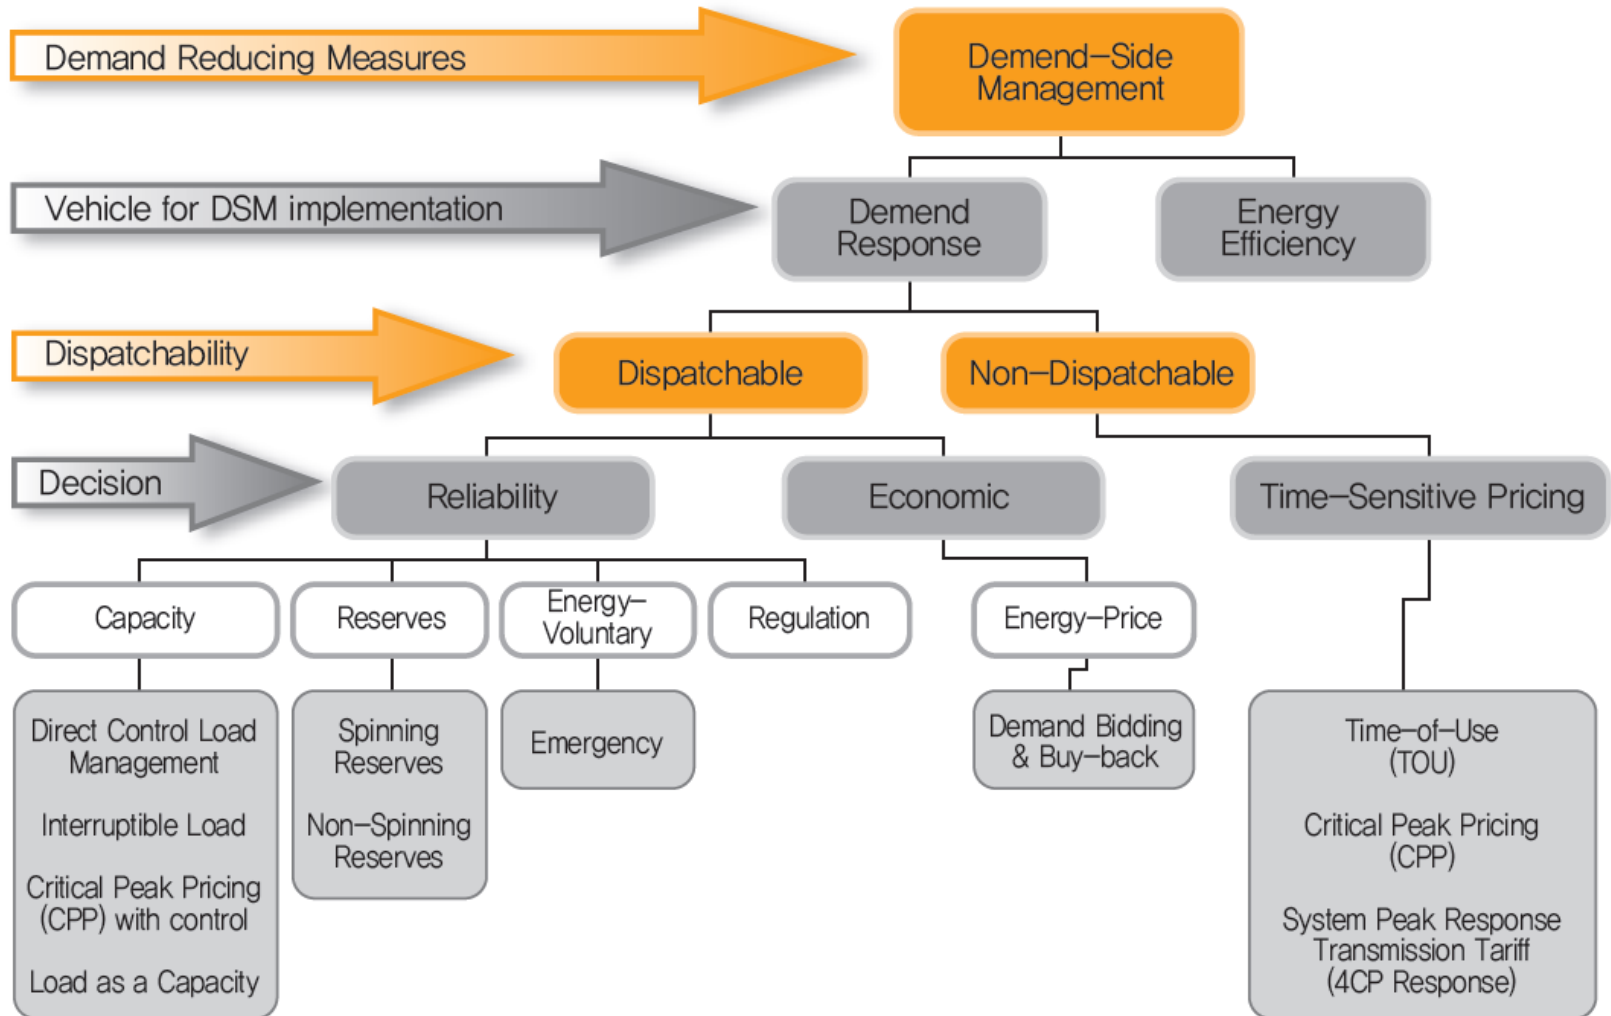 Demand Reducing Measures
Demend-Side
Management
Vehicle for DSM implementation
Demend
Response
Energy
Efficiency
Dispatchability
Dispatchable
Non-Dispatchable
Decision
Reliability
Economic
Time-Sensitive Pricing
Capacity
Reserves
Energy-
Voluntary
Regulation
Energy-Price
Direct Control Load
Management
Interruptible Load
Critical Peak Pricing
(CPP) with control
Load as a Capacity
Spinning
Reserves
Non-Spinning
Reserves
Emergency
Demand Bidding
& Buy-back
Time-of-Use
(TOU)
Critical Peak Pricing
(CPP)
System Peak Response
Transmission Tariff
(4CP Response)